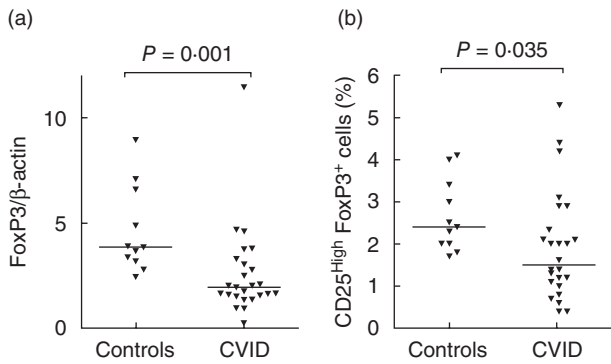 (a)
P = 0·001
FoxP3/β-actin
10
5
0
Controls CVID
(b)
P = 0·035
CD25High FoxP3+ cells (%)
6
5
4
3
2
1
0
Controls CVID